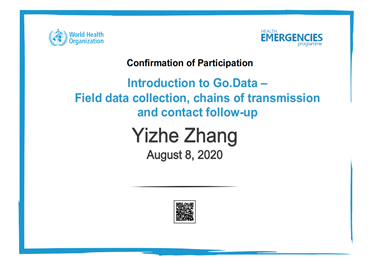 World Health
Organization
HEALTH
EMERGENCIES
programme
Confirmation of Participation
Introduction to Go.Data –
Field data collection, chains of transmission
and contact follow-up
Yizhe Zhang
August 8, 2020